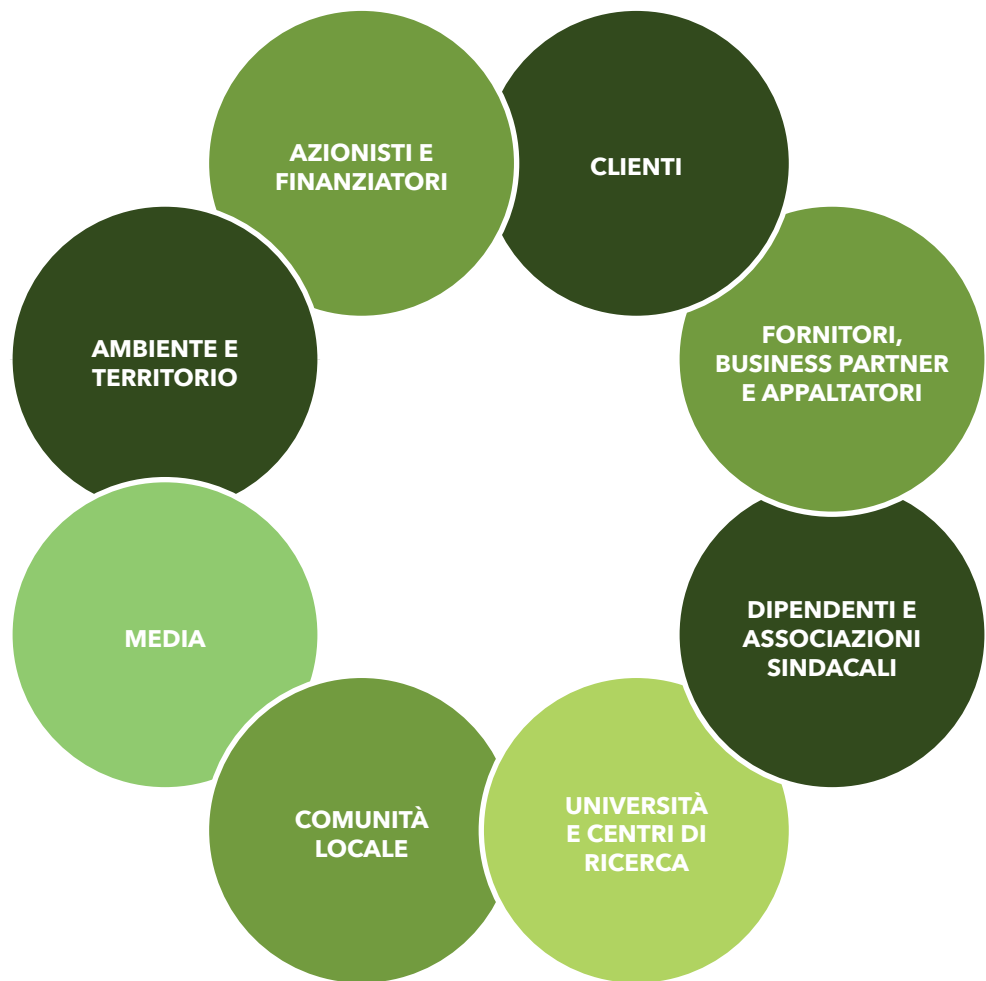 AZIONISTI E
FINANZIATORI
CLIENTI
FORNITORI,
BUSINESS PARTNER
E APPALTATORI
DIPENDENTI E
ASSOCIAZIONI
SINDACALI
UNIVERSITÀ
E CENTRI DI
RICERCA
COMUNITÀ
LOCALE
MEDIA
AMBIENTE E
TERRITORIO